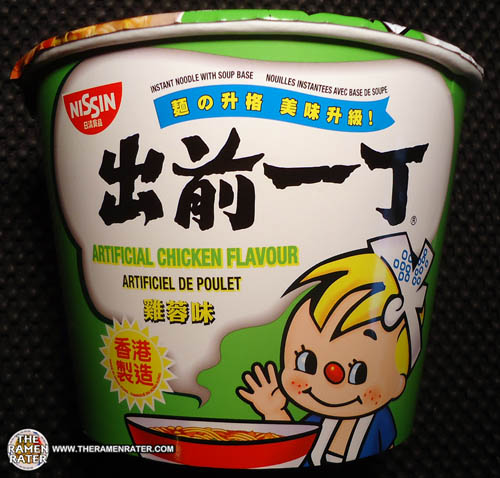 INSTANT NOODLE WITH SOUP BASE NOUILLES INSTANTEES AVEC BASE DE SOUPE
NISSIN
日清食品
麵の升格 美味升級!
出前一丁®
ARTIFICIAL CHICKEN FLAVOUR
ARTIFICIEL DE POULET
雞蓉味
香港
製造
THE
RAMEN
RATER
WWW.THERAMENRATER.COM